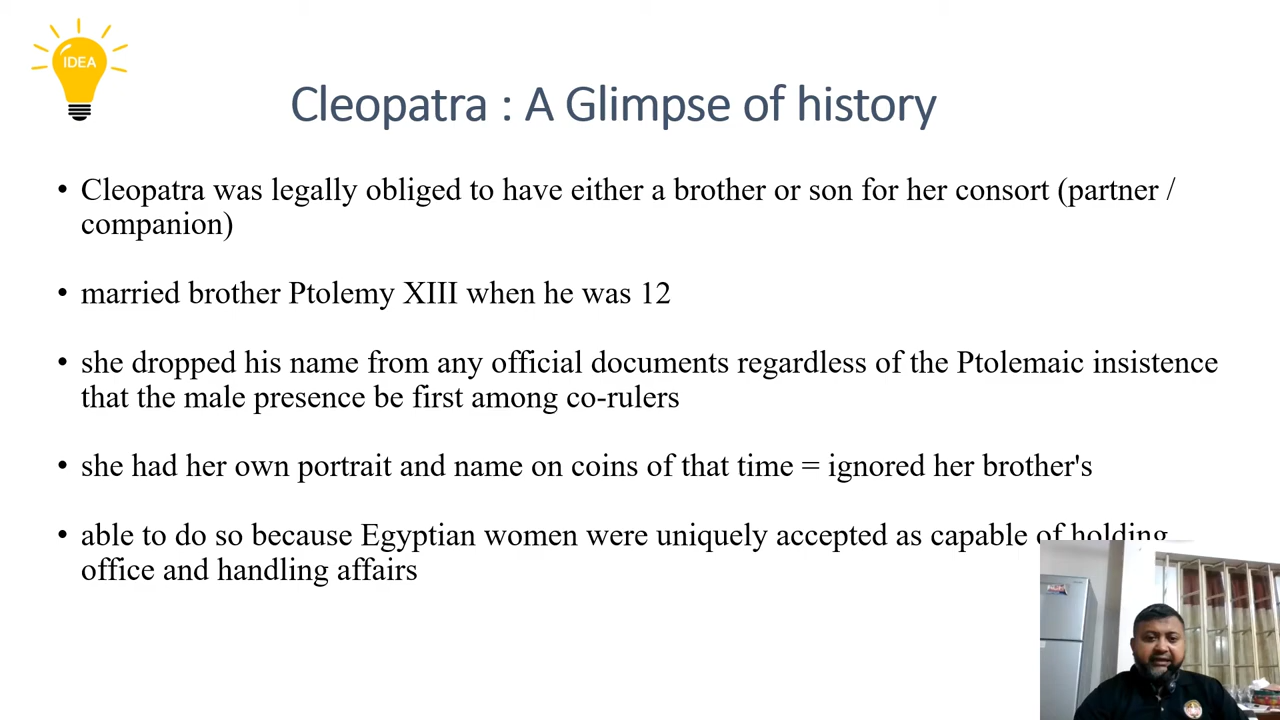 IDEA
Cleopatra : A Glimpse of history
• Cleopatra was legally obliged to have either a brother or son for her consort (partner /
companion)
• married brother Ptolemy XIII when he was 12
• she dropped his name from any official documents regardless of the Ptolemaic insistence
that the male presence be first among co-rulers
• she had her own portrait and name on coins of that time = ignored her brother's
• able to do so because Egyptian women were uniquely accepted as capable of holding
office and handling affairs